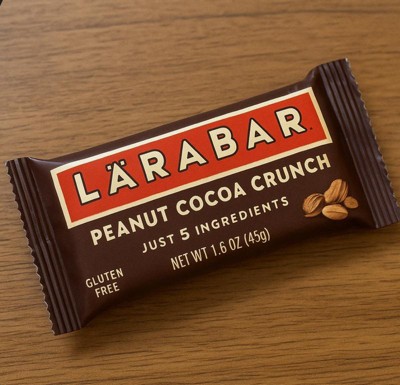 LÄRABAR
PEANUT COCOA CRUNCH
JUST 5 INGREDIENTS
NET WT 1.6 OZ (45g)
GLUTEN
FREE